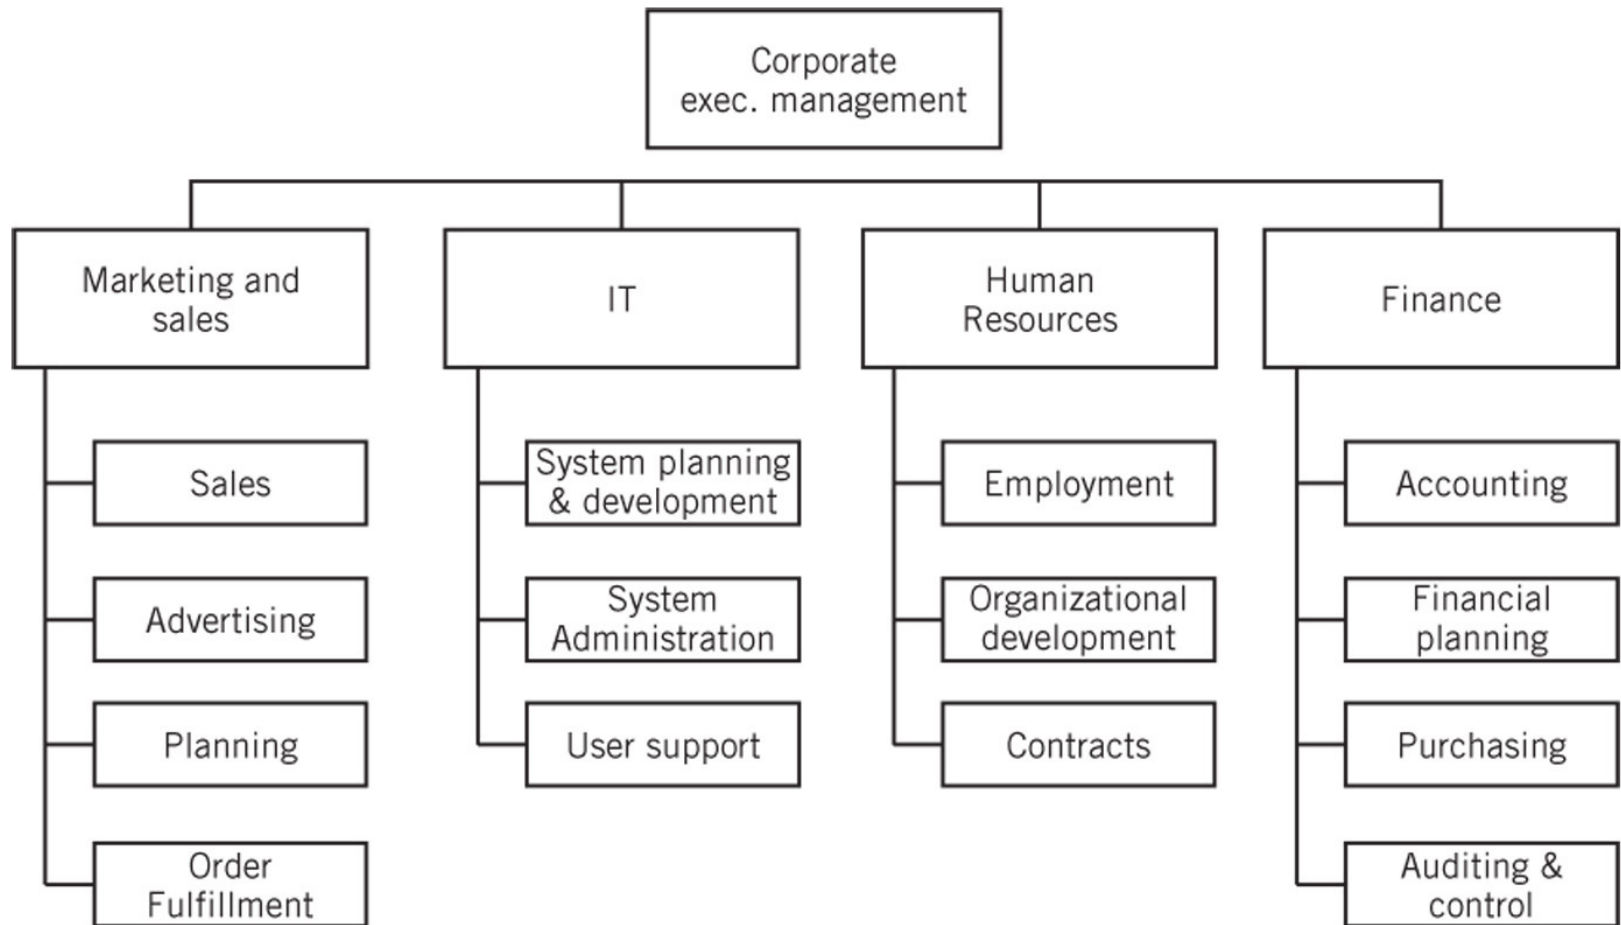 Corporate
exec. management
Marketing and
sales
IT
Human
Resources
Finance
Sales
System planning
& development
Employment
Accounting
Advertising
System
Administration
Organizational
development
Financial
planning
Planning
User support
Contracts
Purchasing
Order
Fulfillment
Auditing &
control